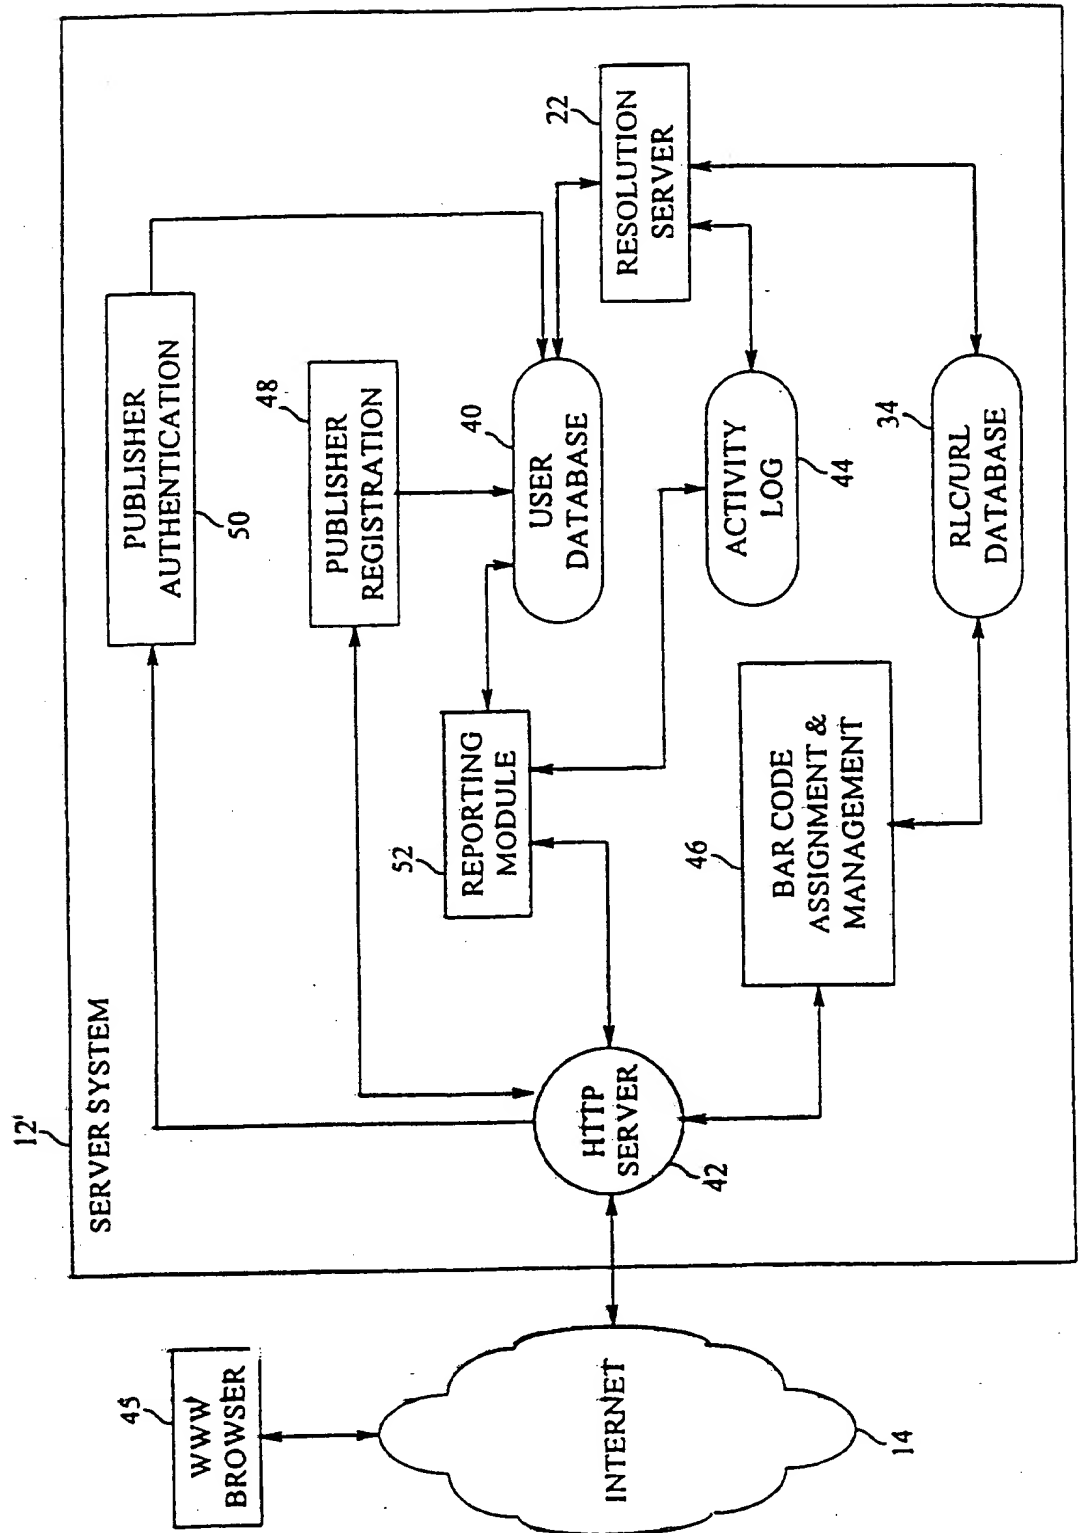 12'
SERVER SYSTEM
PUBLISHER
AUTHENTICATION
50
48
PUBLISHER
REGISTRATION
22
RESOLUTION
SERVER
40
USER
DATABASE
52
REPORTING
MODULE
ACTIVITY
LOG
44
34
RLC/URL
DATABASE
46
BAR CODE
ASSIGNMENT &
MANAGEMENT
HTTP
SERVER
42
45
WWW
BROWSER
INTERNET
14